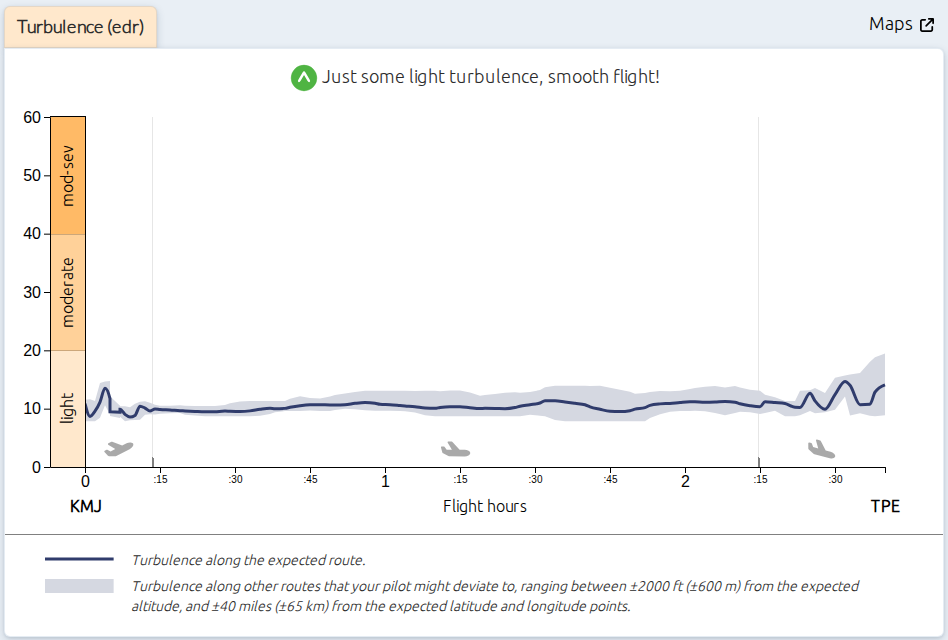 Turbulence (edr)
Maps
Just some light turbulence, smooth flight!
60
50
40
30
20
10
0
mod-sev
moderate
light
0
:15
:30
:45
1
:15
:30
:45
2
:15
:30
KMJ
Flight hours
TPE
Turbulence along the expected route.
Turbulence along other routes that your pilot might deviate to, ranging between ±2000 ft (±600 m) from the expected
altitude, and ±40 miles (±65 km) from the expected latitude and longitude points.